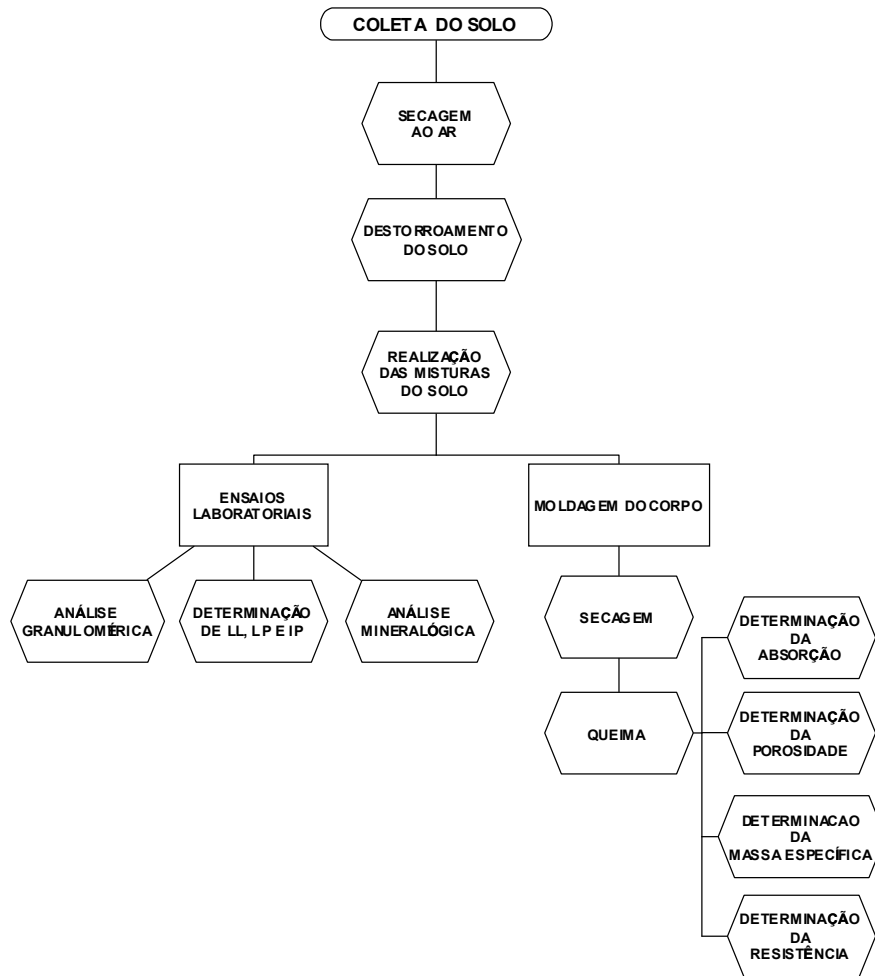 COLETA DO SOLO
SECAGEM
AO AR
DESTORROAMENTO
DO SOLO
REALIZAÇÃO
DAS MISTURAS
DO SOLO
ENSAIOS
LABORATORIAIS
MOLDAGEM DO CORPO
ANÁLISE
GRANULOMÉRICA
DETERMINAÇÃO
DE LL, LP E IP
ANÁLISE
MINERALÓGICA
SECAGEM
QUEIMA
DETERMINAÇÃO
DA
ABSORÇÃO
DETERMINAÇÃO
DA
POROSIDADE
DETERMINACAO
DA
MASSA ESPECÍFICA
DETERMINAÇÃO
DA
RESISTÊNCIA